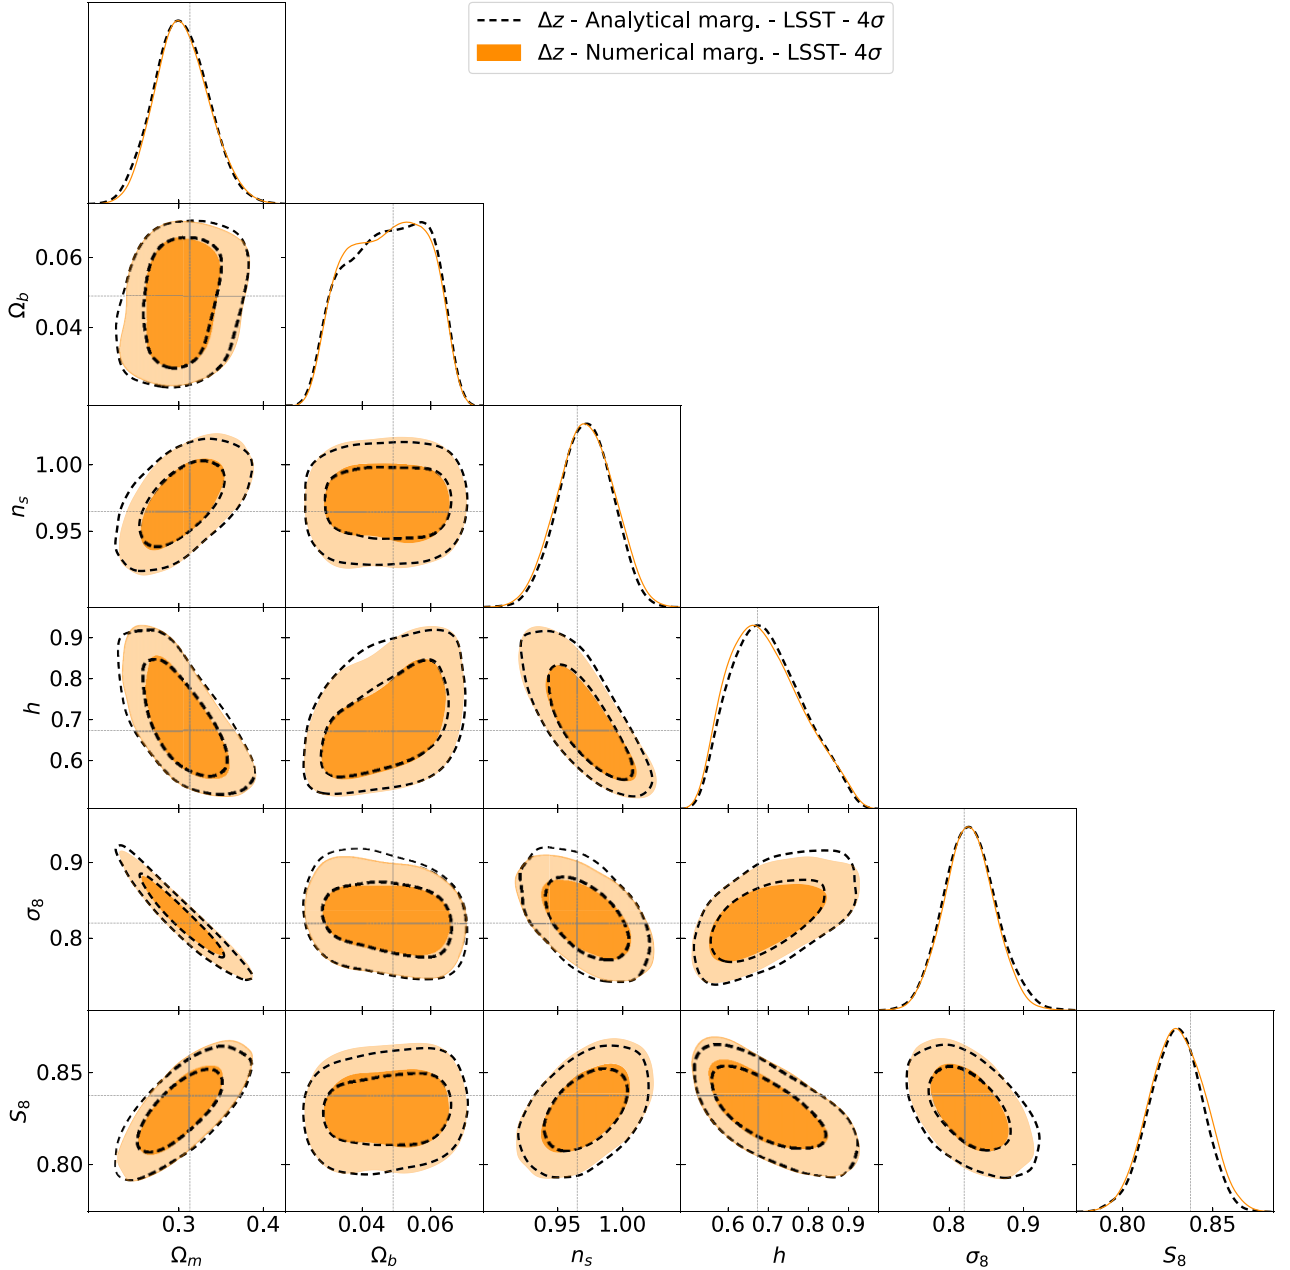 Δz - Analytical marg. - LSST - 4σ
Δz - Numerical marg. - LSST- 4σ
0.06
0.04
Ω_b
1.00
0.95
n_s
0.9
0.8
0.7
0.6
h
0.9
0.8
σ_8
0.85
0.80
S_8
0.3 0.4 0.04 0.06 0.95 1.00 0.6 0.7 0.8 0.9 0.8 0.9 0.80 0.85
Ω_m Ω_b n_s h σ_8 S_8